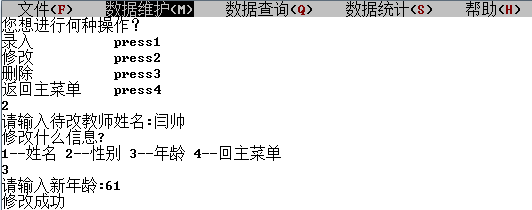 文件(F) 数据维护(M) 数据查询(Q) 数据统计(S) 帮助(H)
您想进行何种操作？
录入 press1
修改 press2
删除 press3
返回主菜单 press4
2
请输入待改教师姓名:闫帅
修改什么信息?
1--姓名 2--性别 3--年龄 4--回主菜单
3
请输入新年龄:61
修改成功